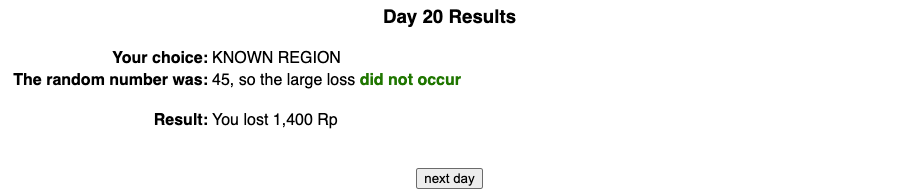 Day 20 Results
Your choice: KNOWN REGION
The random number was: 45, so the large loss did not occur
Result: You lost 1,400 Rp
next day